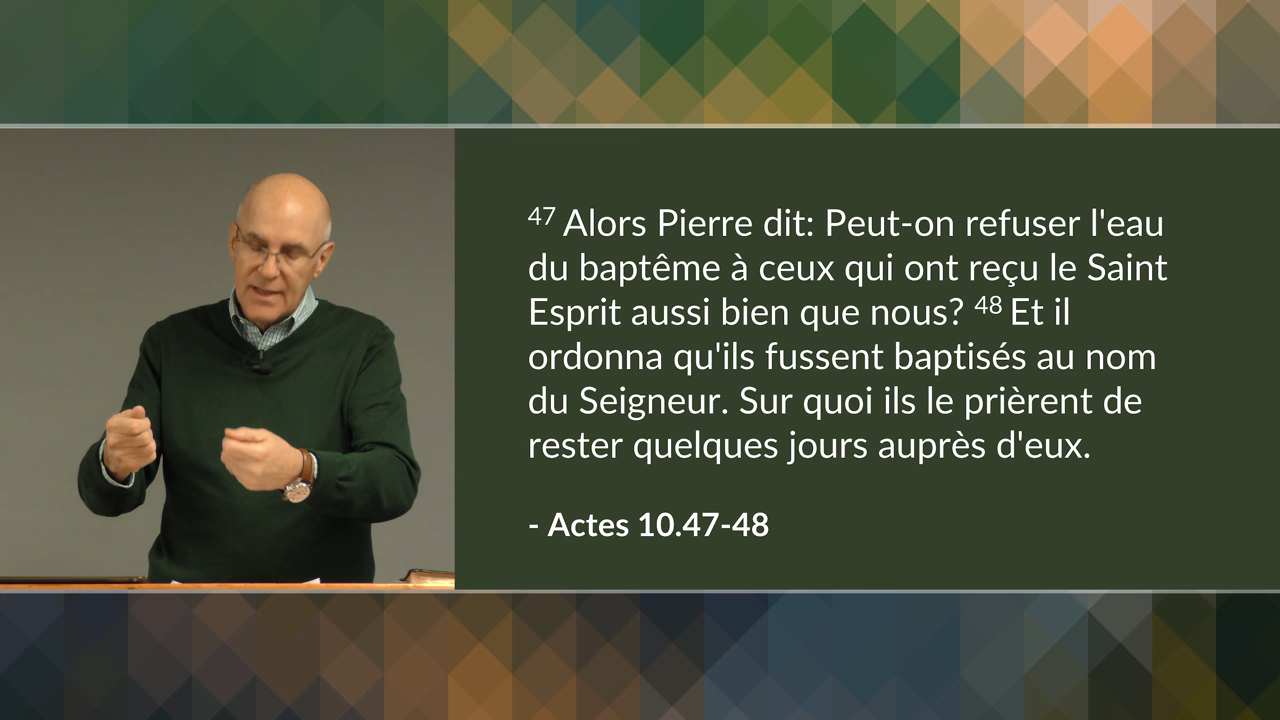 47 Alors Pierre dit: Peut-on refuser l'eau
du baptême à ceux qui ont reçu le Saint
Esprit aussi bien que nous? 48 Et il
ordonna qu'ils fussent baptisés au nom
du Seigneur. Sur quoi ils le prièrent de
rester quelques jours auprès d'eux.
- Actes 10.47-48